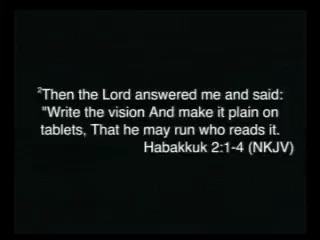 ²Then the Lord answered me and said:
"Write the vision And make it plain on
tablets, That he may run who reads it.
Habakkuk 2:1-4 (NKJV)